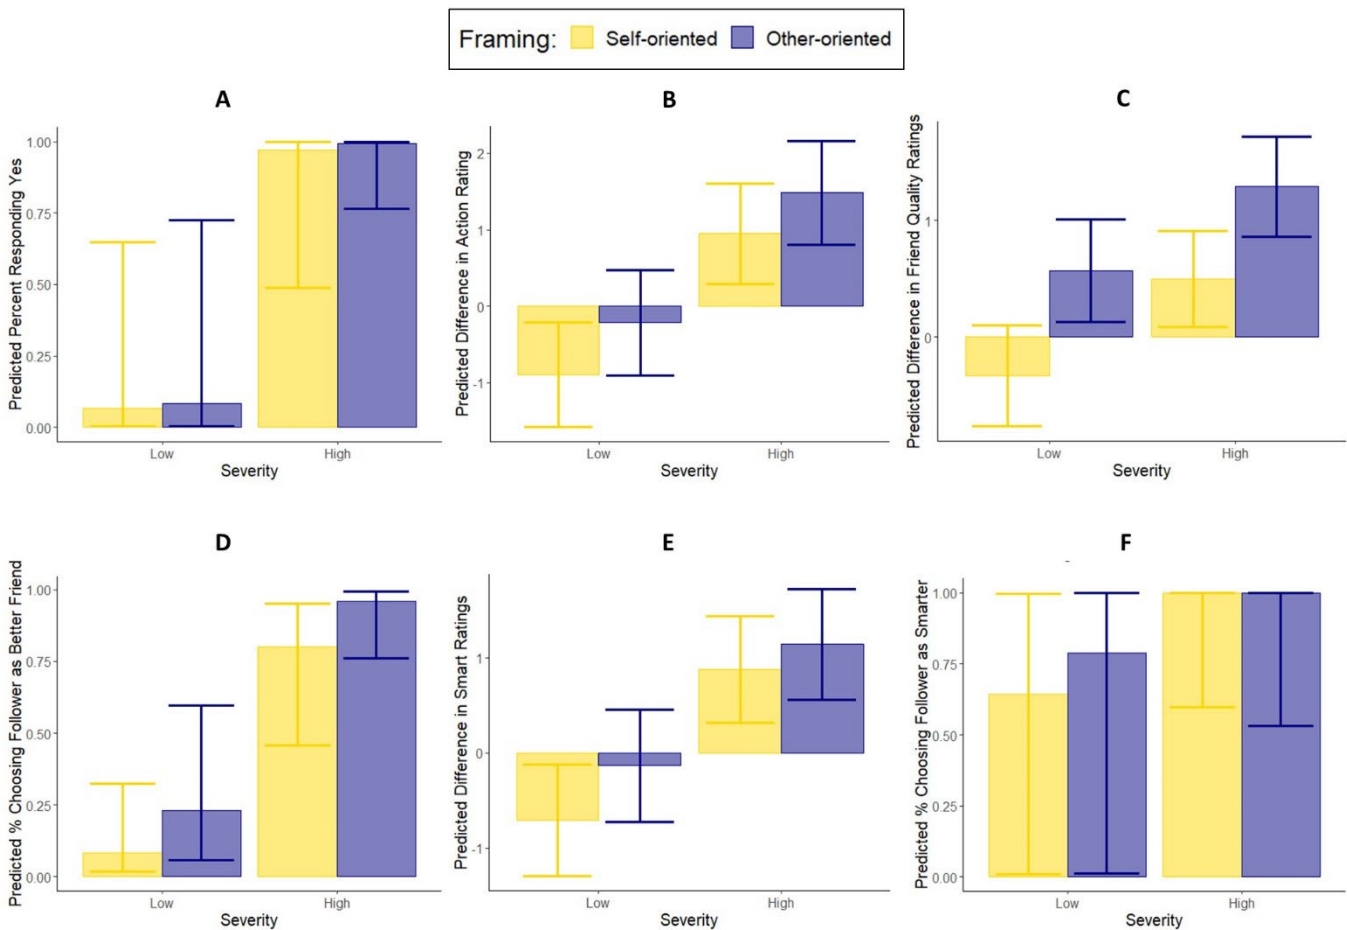 Framing: Self-oriented Other-oriented
A
Predicted Percent Responding Yes
1.00
0.75
0.50
0.25
0.00
Low High
Severity
B
Predicted Difference in Action Rating
2
1
0
-1
Low High
Severity
C
Predicted Difference in Friend Quality Ratings
1
0
Low High
Severity
D
Predicted % Choosing Follower as Better Friend
1.00
0.75
0.50
0.25
0.00
Low High
Severity
E
Predicted Difference in Smart Ratings
1
0
-1
Low High
Severity
F
Predicted % Choosing Follower as Smarter
1.00
0.75
0.50
0.25
0.00
Low High
Severity